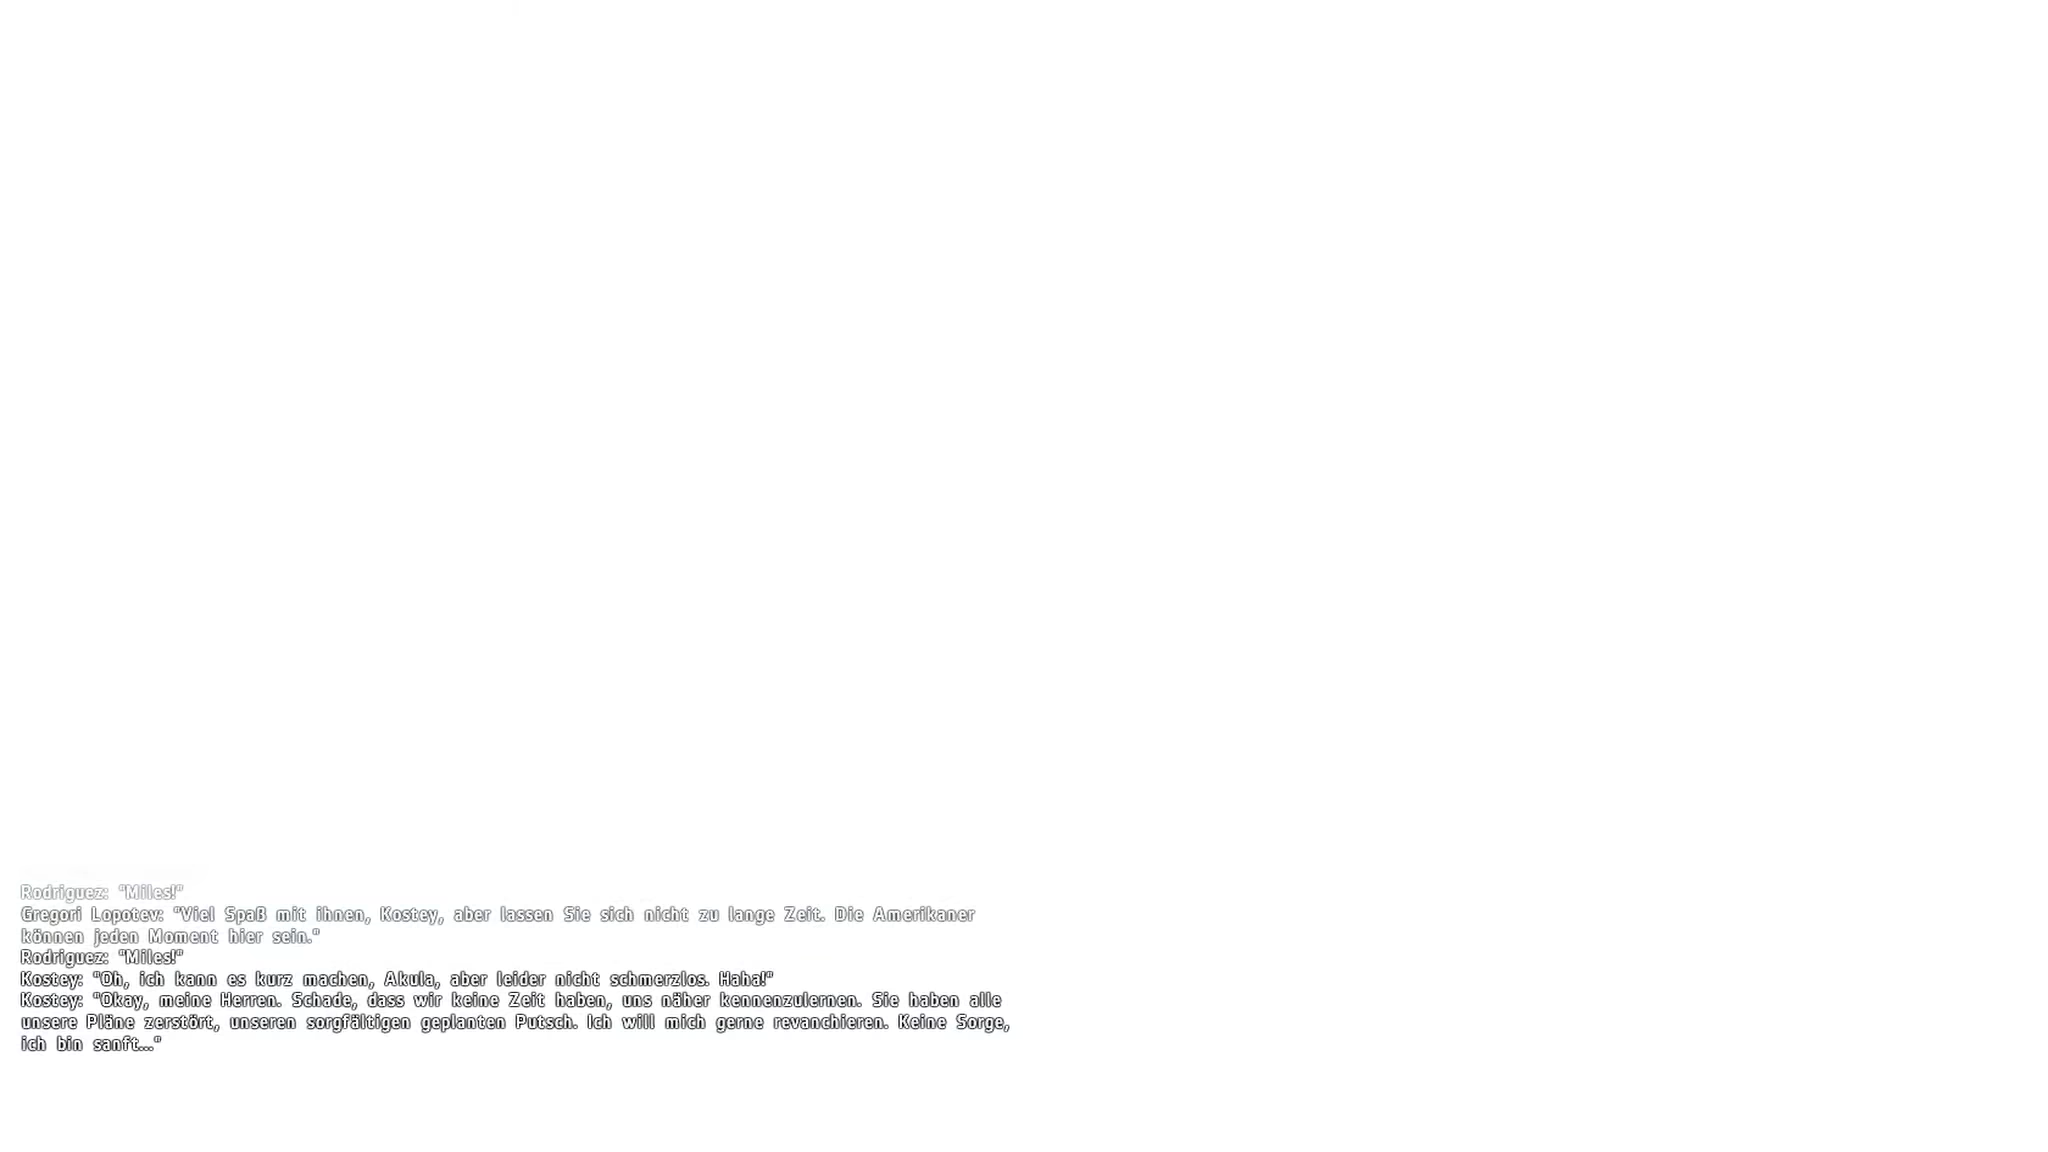 Rodriguez: "Miles!"
Gregori Lopotev: "Viel Spaß mit ihnen, Kostey, aber lassen Sie sich nicht zu lange Zeit. Die Amerikaner
können jeden Moment hier sein."
Rodriguez: "Miles!"
Kostey: "Oh, ich kann es kurz machen, Akula, aber leider nicht schmerzlos. Haha!"
Kostey: "Okay, meine Herren. Schade, dass wir keine Zeit haben, uns näher kennenzulernen. Sie haben alle
unsere Pläne zerstört, unseren sorgfältigen geplanten Putsch. Ich will mich gerne revanchieren. Keine Sorge,
ich bin sanft..."